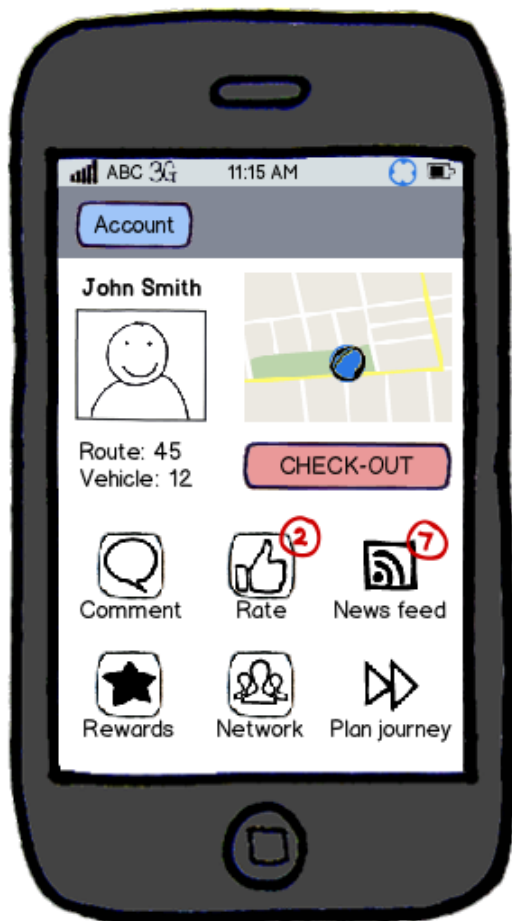 ABC 3G 11:15 AM
Account
John Smith
Route: 45
Vehicle: 12
CHECK-OUT
2 7
Comment Rate News feed
Rewards Network Plan journey